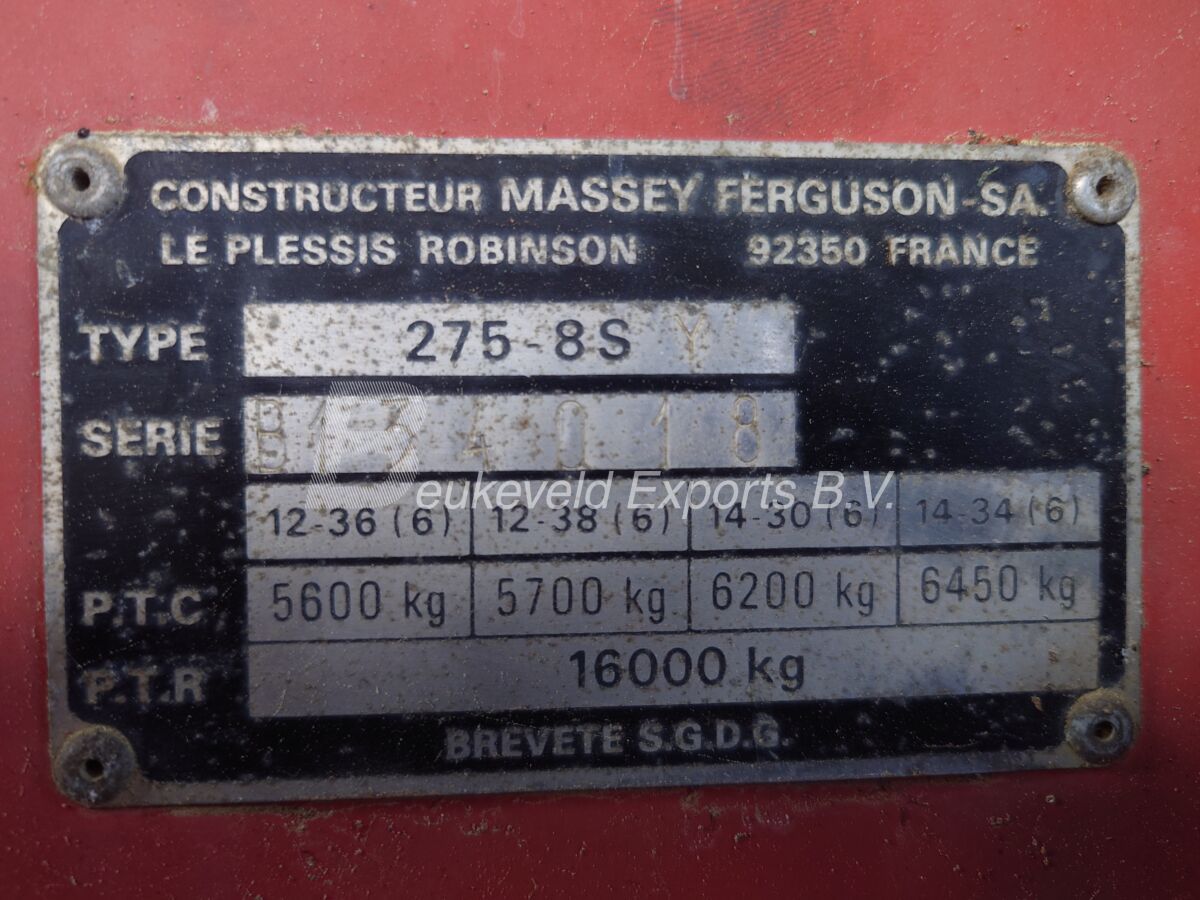 CONSTRUCTEUR MASSEY FERGUSON-SA.
LE PLESSIS ROBINSON 92350 FRANCE
TYPE 275-8S Y
SERIE B134018
Beukeveld Exports B.V.
12-36 (6) 12-38 (6) 14-30 (6) 14-34 (6)
P.T.C 5600 kg 5700 kg 6200 kg 6450 kg
P.T.R 16000 kg
BREVETE S.G.D.G.